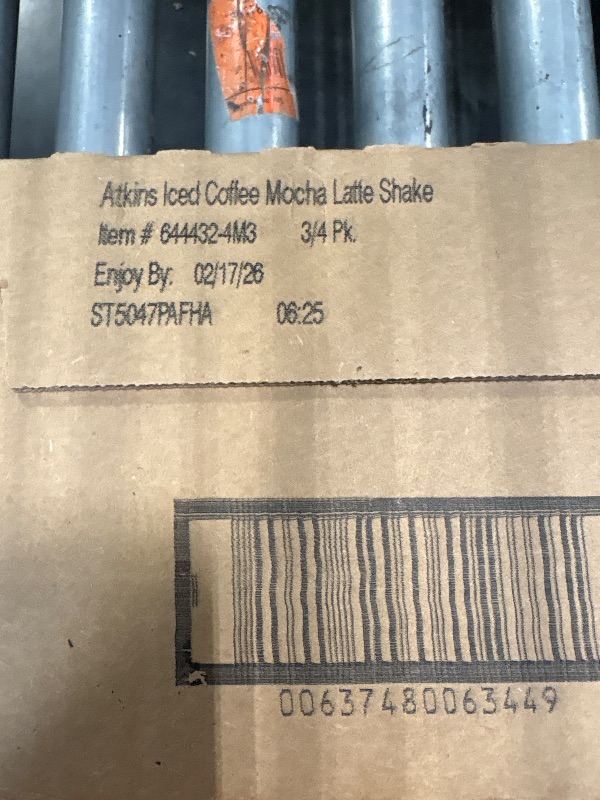 Atkins Iced Coffee Mocha Latte Shake
Item # 644432-4M3 3/4 Pk.
Enjoy By: 02/17/26
ST5047PAFHA 06:25
00637480063449